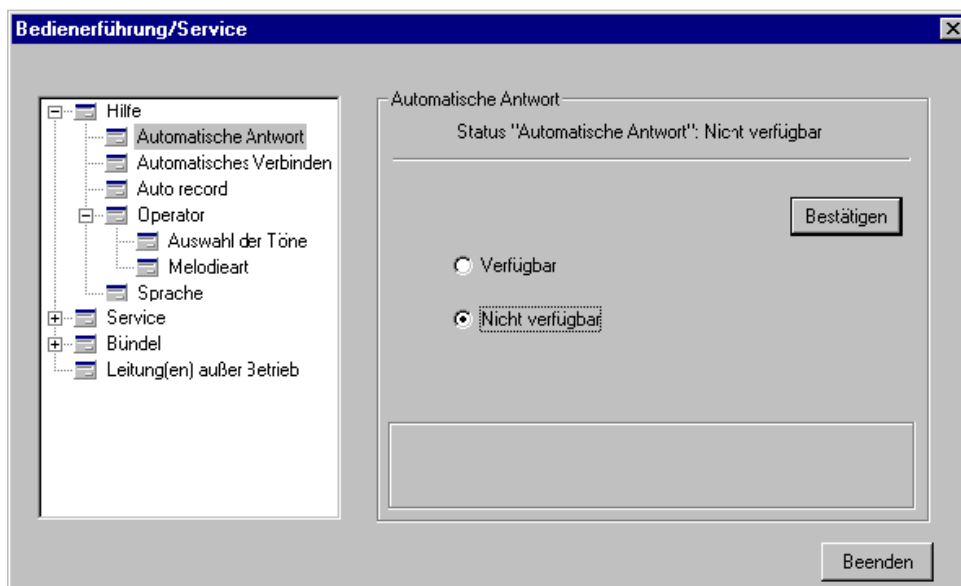 Bedienerführung/Service
Hilfe
Automatische Antwort
Automatisches Verbinden
Auto record
Operator
Auswahl der Töne
Melodieart
Sprache
Service
Bündel
Leitung(en) außer Betrieb
Automatische Antwort
Status "Automatische Antwort": Nicht verfügbar
Bestätigen
Verfügbar
Nicht verfügbar
Beenden